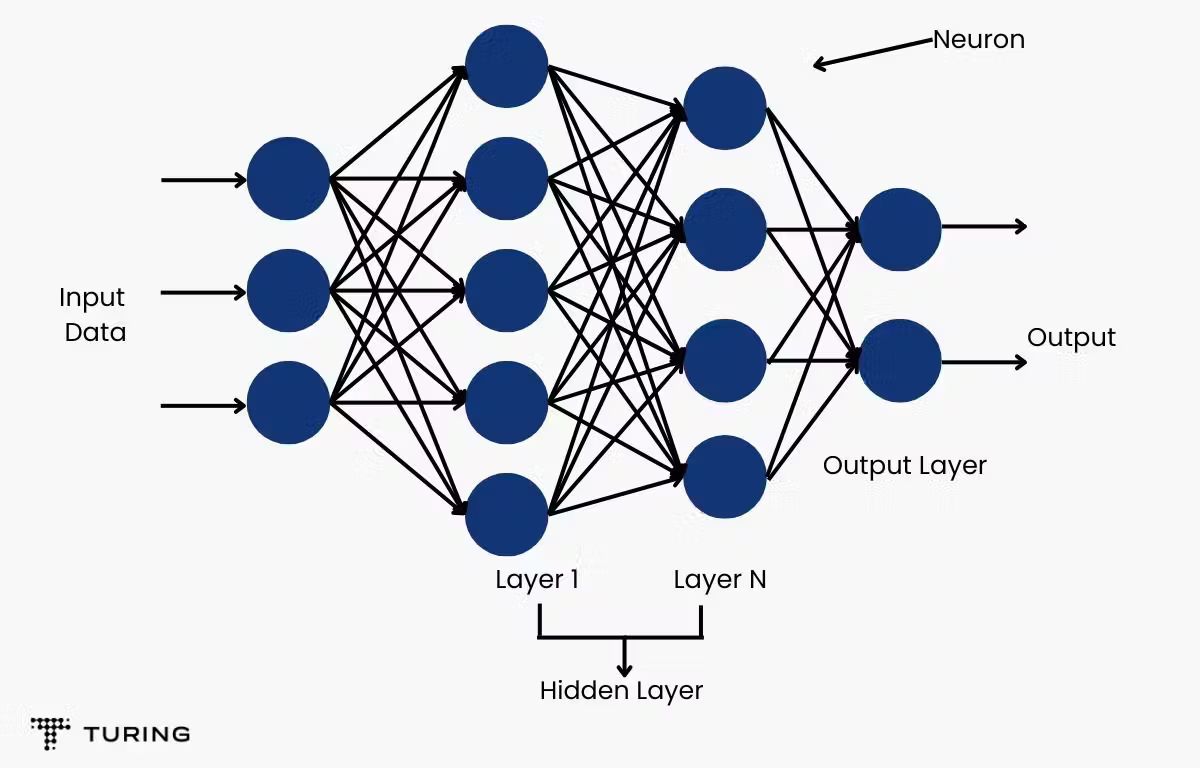 Neuron
Input
Data
Output
Output Layer
Layer 1
Layer N
Hidden Layer
TURING